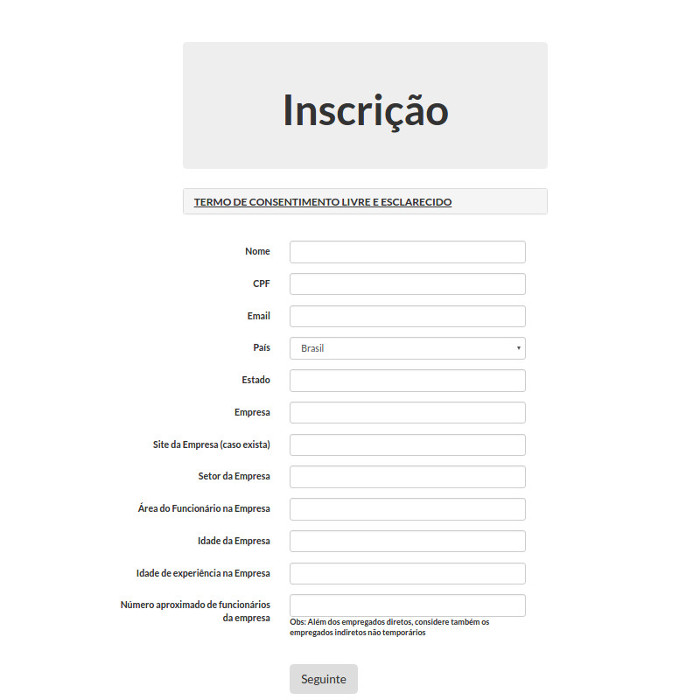 Inscrição
TERMO DE CONSENTIMENTO LIVRE E ESCLARECIDO
Nome
CPF
Email
País
Brasil
Estado
Empresa
Site da Empresa (caso exista)
Setor da Empresa
Área do Funcionário na Empresa
Idade da Empresa
Idade de experiência na Empresa
Número aproximado de funcionários
da empresa
Obs: Além dos empregados diretos, considere também os
empregados indiretos não temporários
Seguinte